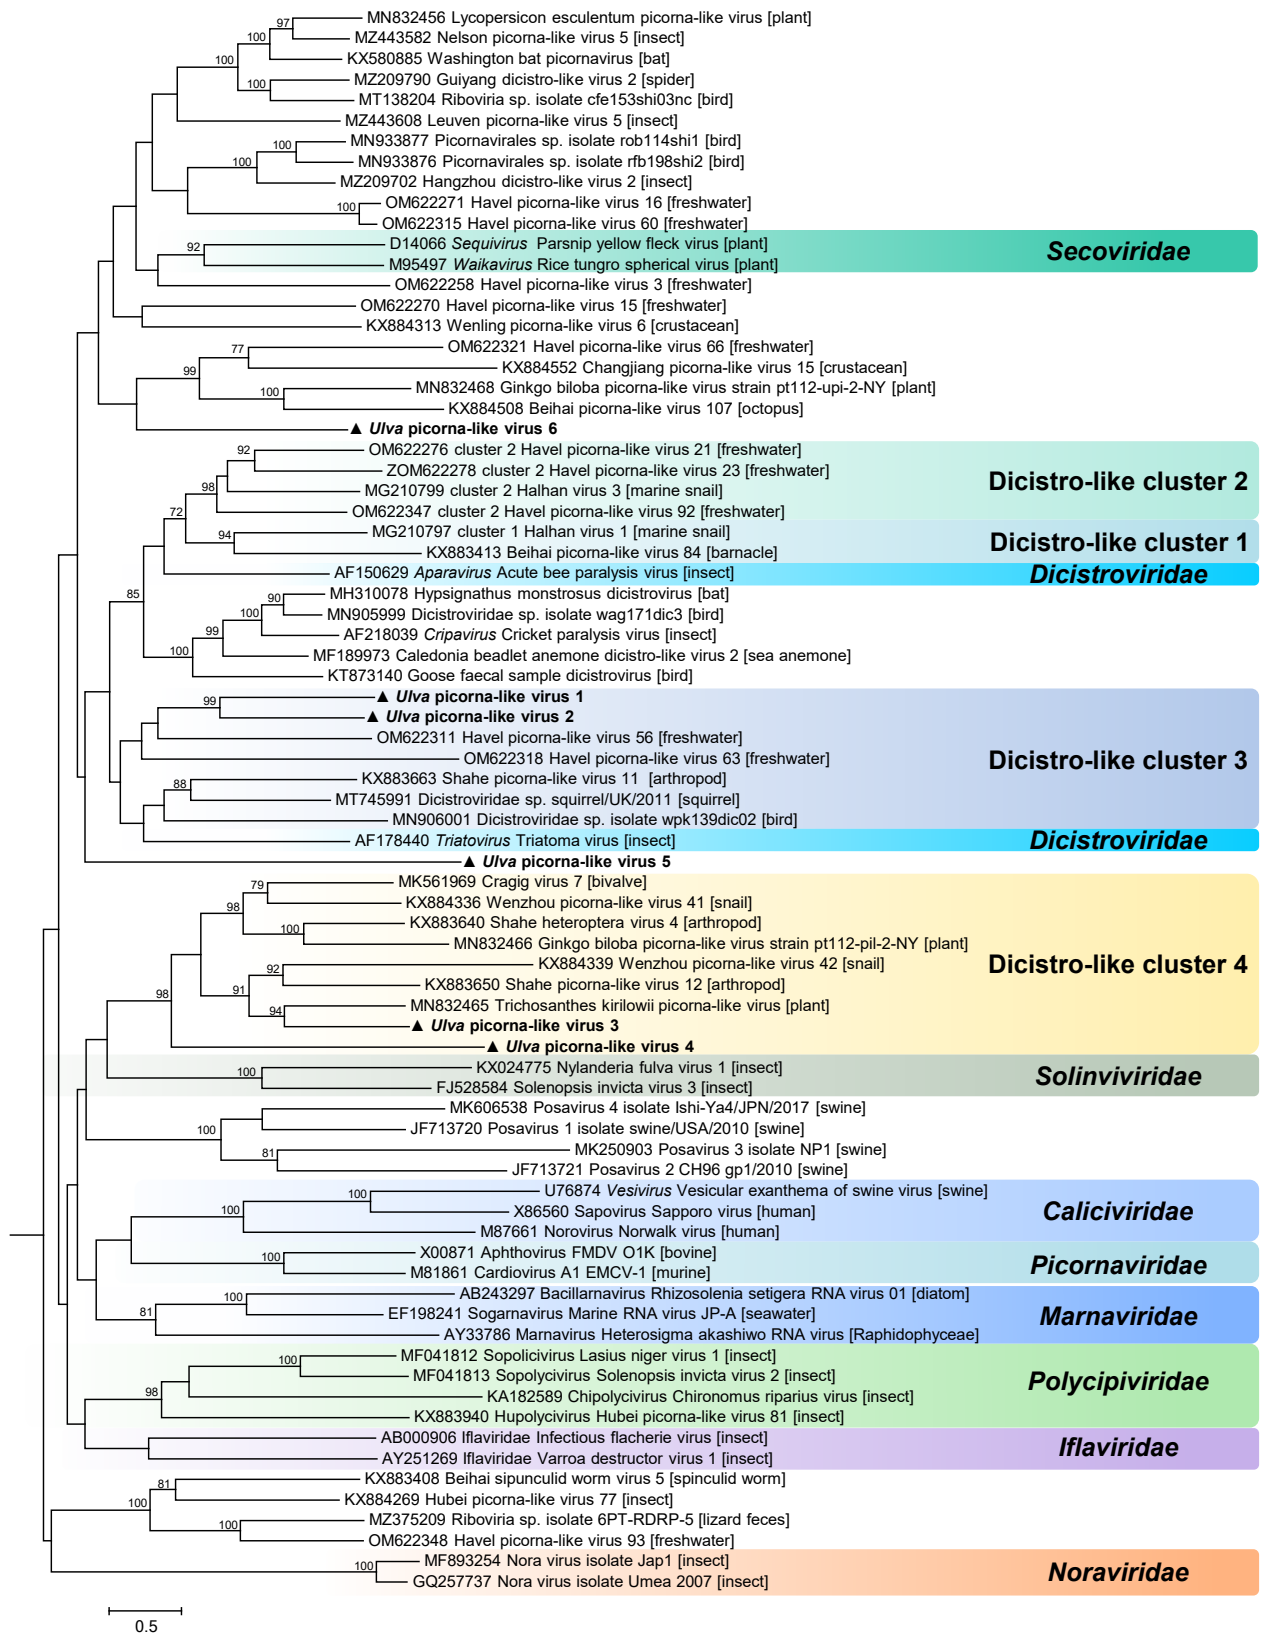 97 MN832456 Lycopersicon esculentum picorna-like virus [plant]
100 MZ443582 Nelson picorna-like virus 5 [insect]
100 KX580885 Washington bat picornavirus [bat]
MZ209790 Guiyang dicistro-like virus 2 [spider]
100 MT138204 Riboviria sp. isolate cfe153shi03nc [bird]
MZ443608 Leuven picorna-like virus 5 [insect]
100 MN933877 Picornavirales sp. isolate rob114shi1 [bird]
100 MN933876 Picornavirales sp. isolate rfb198shi2 [bird]
MZ209702 Hangzhou dicistro-like virus 2 [insect]
100 OM622271 Havel picorna-like virus 16 [freshwater]
OM622315 Havel picorna-like virus 60 [freshwater]
92 D14066 Sequivirus Parsnip yellow fleck virus [plant]
Secoviridae
M95497 Waikavirus Rice tungro spherical virus [plant]
OM622258 Havel picorna-like virus 3 [freshwater]
OM622270 Havel picorna-like virus 15 [freshwater]
KX884313 Wenling picorna-like virus 6 [crustacean]
77 OM622321 Havel picorna-like virus 66 [freshwater]
99 KX884552 Changjiang picorna-like virus 15 [crustacean]
100 MN832468 Ginkgo biloba picorna-like virus strain pt112-upi-2-NY [plant]
KX884508 Beihai picorna-like virus 107 [octopus]
▲ Ulva picorna-like virus 6
92 OM622276 cluster 2 Havel picorna-like virus 21 [freshwater]
ZOM622278 cluster 2 Havel picorna-like virus 23 [freshwater]
Dicistro-like cluster 2
98 MG210799 cluster 2 Halhan virus 3 [marine snail]
72 OM622347 cluster 2 Havel picorna-like virus 92 [freshwater]
94 MG210797 cluster 1 Halhan virus 1 [marine snail]
Dicistro-like cluster 1
KX883413 Beihai picorna-like virus 84 [barnacle]
AF150629 Aparavirus Acute bee paralysis virus [insect] Dicistroviridae
85 90 MH310078 Hypsignathus monstrosus dicistrovirus [bat]
100 MN905999 Dicistroviridae sp. isolate wag171dic3 [bird]
99 AF218039 Cripavirus Cricket paralysis virus [insect]
100 MF189973 Caledonia beadlet anemone dicistro-like virus 2 [sea anemone]
KT873140 Goose faecal sample dicistrovirus [bird]
99 ▲ Ulva picorna-like virus 1
▲ Ulva picorna-like virus 2
OM622311 Havel picorna-like virus 56 [freshwater]
OM622318 Havel picorna-like virus 63 [freshwater] Dicistro-like cluster 3
88 KX883663 Shahe picorna-like virus 11 [arthropod]
MT745991 Dicistroviridae sp. squirrel/UK/2011 [squirrel]
MN906001 Dicistroviridae sp. isolate wpk139dic02 [bird]
AF178440 Triatovirus Triatoma virus [insect] Dicistroviridae
▲ Ulva picorna-like virus 5
79 MK561969 Cragig virus 7 [bivalve]
98 KX884336 Wenzhou picorna-like virus 41 [snail]
100 KX883640 Shahe heteroptera virus 4 [arthropod]
MN832466 Ginkgo biloba picorna-like virus strain pt112-pil-2-NY [plant]
92 KX884339 Wenzhou picorna-like virus 42 [snail] Dicistro-like cluster 4
91 KX883650 Shahe picorna-like virus 12 [arthropod]
98 94 MN832465 Trichosanthes kirilowii picorna-like virus [plant]
▲ Ulva picorna-like virus 3
▲ Ulva picorna-like virus 4
100 KX024775 Nylanderia fulva virus 1 [insect]
Solinviviridae
FJ528584 Solenopsis invicta virus 3 [insect]
MK606538 Posavirus 4 isolate Ishi-Ya4/JPN/2017 [swine]
100 JF713720 Posavirus 1 isolate swine/USA/2010 [swine]
81 MK250903 Posavirus 3 isolate NP1 [swine]
JF713721 Posavirus 2 CH96 gp1/2010 [swine]
100 U76874 Vesivirus Vesicular exanthema of swine virus [swine]
100 X86560 Sapovirus Sapporo virus [human] Caliciviridae
M87661 Norovirus Norwalk virus [human]
100 X00871 Aphthovirus FMDV O1K [bovine]
Picornaviridae
M81861 Cardiovirus A1 EMCV-1 [murine]
100 AB243297 Bacillarnavirus Rhizosolenia setigera RNA virus 01 [diatom]
81 EF198241 Sogarnavirus Marine RNA virus JP-A [seawater] Marnaviridae
AY33786 Marnavirus Heterosigma akashiwo RNA virus [Raphidophyceae]
100 MF041812 Sopolicivirus Lasius niger virus 1 [insect]
MF041813 Sopolycivirus Solenopsis invicta virus 2 [insect]
Polycipiviridae
98 KA182589 Chipolycivirus Chironomus riparius virus [insect]
KX883940 Hupolycivirus Hubei picorna-like virus 81 [insect]
AB000906 Iflaviridae Infectious flacherie virus [insect]
Iflaviridae
AY251269 Iflaviridae Varroa destructor virus 1 [insect]
81 KX883408 Beihai sipunculid worm virus 5 [spinculid worm]
100 KX884269 Hubei picorna-like virus 77 [insect]
100 MZ375209 Riboviria sp. isolate 6PT-RDRP-5 [lizard feces]
OM622348 Havel picorna-like virus 93 [freshwater]
100 MF893254 Nora virus isolate Jap1 [insect]
Noraviridae
GQ257737 Nora virus isolate Umea 2007 [insect]
0.5